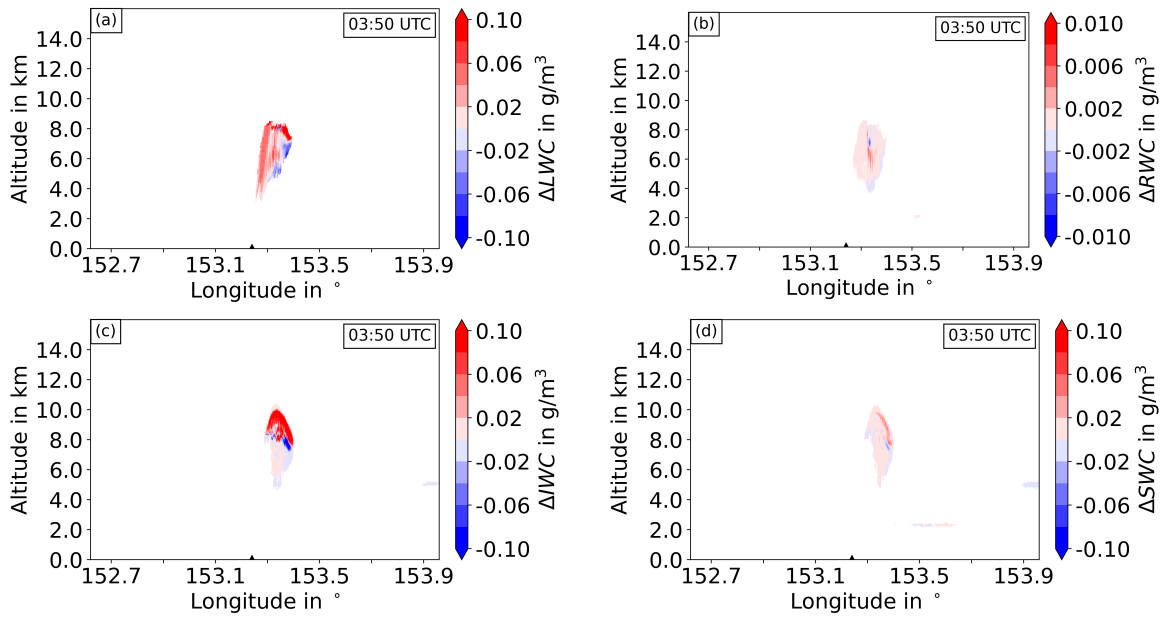 (a)
03:50 UTC
14.0
12.0
10.0
8.0
6.0
4.0
2.0
0.0
Altitude in km
152.7 153.1 153.5 153.9
Longitude in °
0.10
0.06
0.02
-0.02
-0.06
-0.10
ΔLWC in g/m³
(b)
03:50 UTC
14.0
12.0
10.0
8.0
6.0
4.0
2.0
0.0
Altitude in km
152.7 153.1 153.5 153.9
Longitude in °
0.010
0.006
0.002
-0.002
-0.006
-0.010
ΔRWC in g/m³
(c)
03:50 UTC
14.0
12.0
10.0
8.0
6.0
4.0
2.0
0.0
Altitude in km
152.7 153.1 153.5 153.9
Longitude in °
0.10
0.06
0.02
-0.02
-0.06
-0.10
ΔIWC in g/m³
(d)
03:50 UTC
14.0
12.0
10.0
8.0
6.0
4.0
2.0
0.0
Altitude in km
152.7 153.1 153.5 153.9
Longitude in °
0.10
0.06
0.02
-0.02
-0.06
-0.10
ΔSWC in g/m³